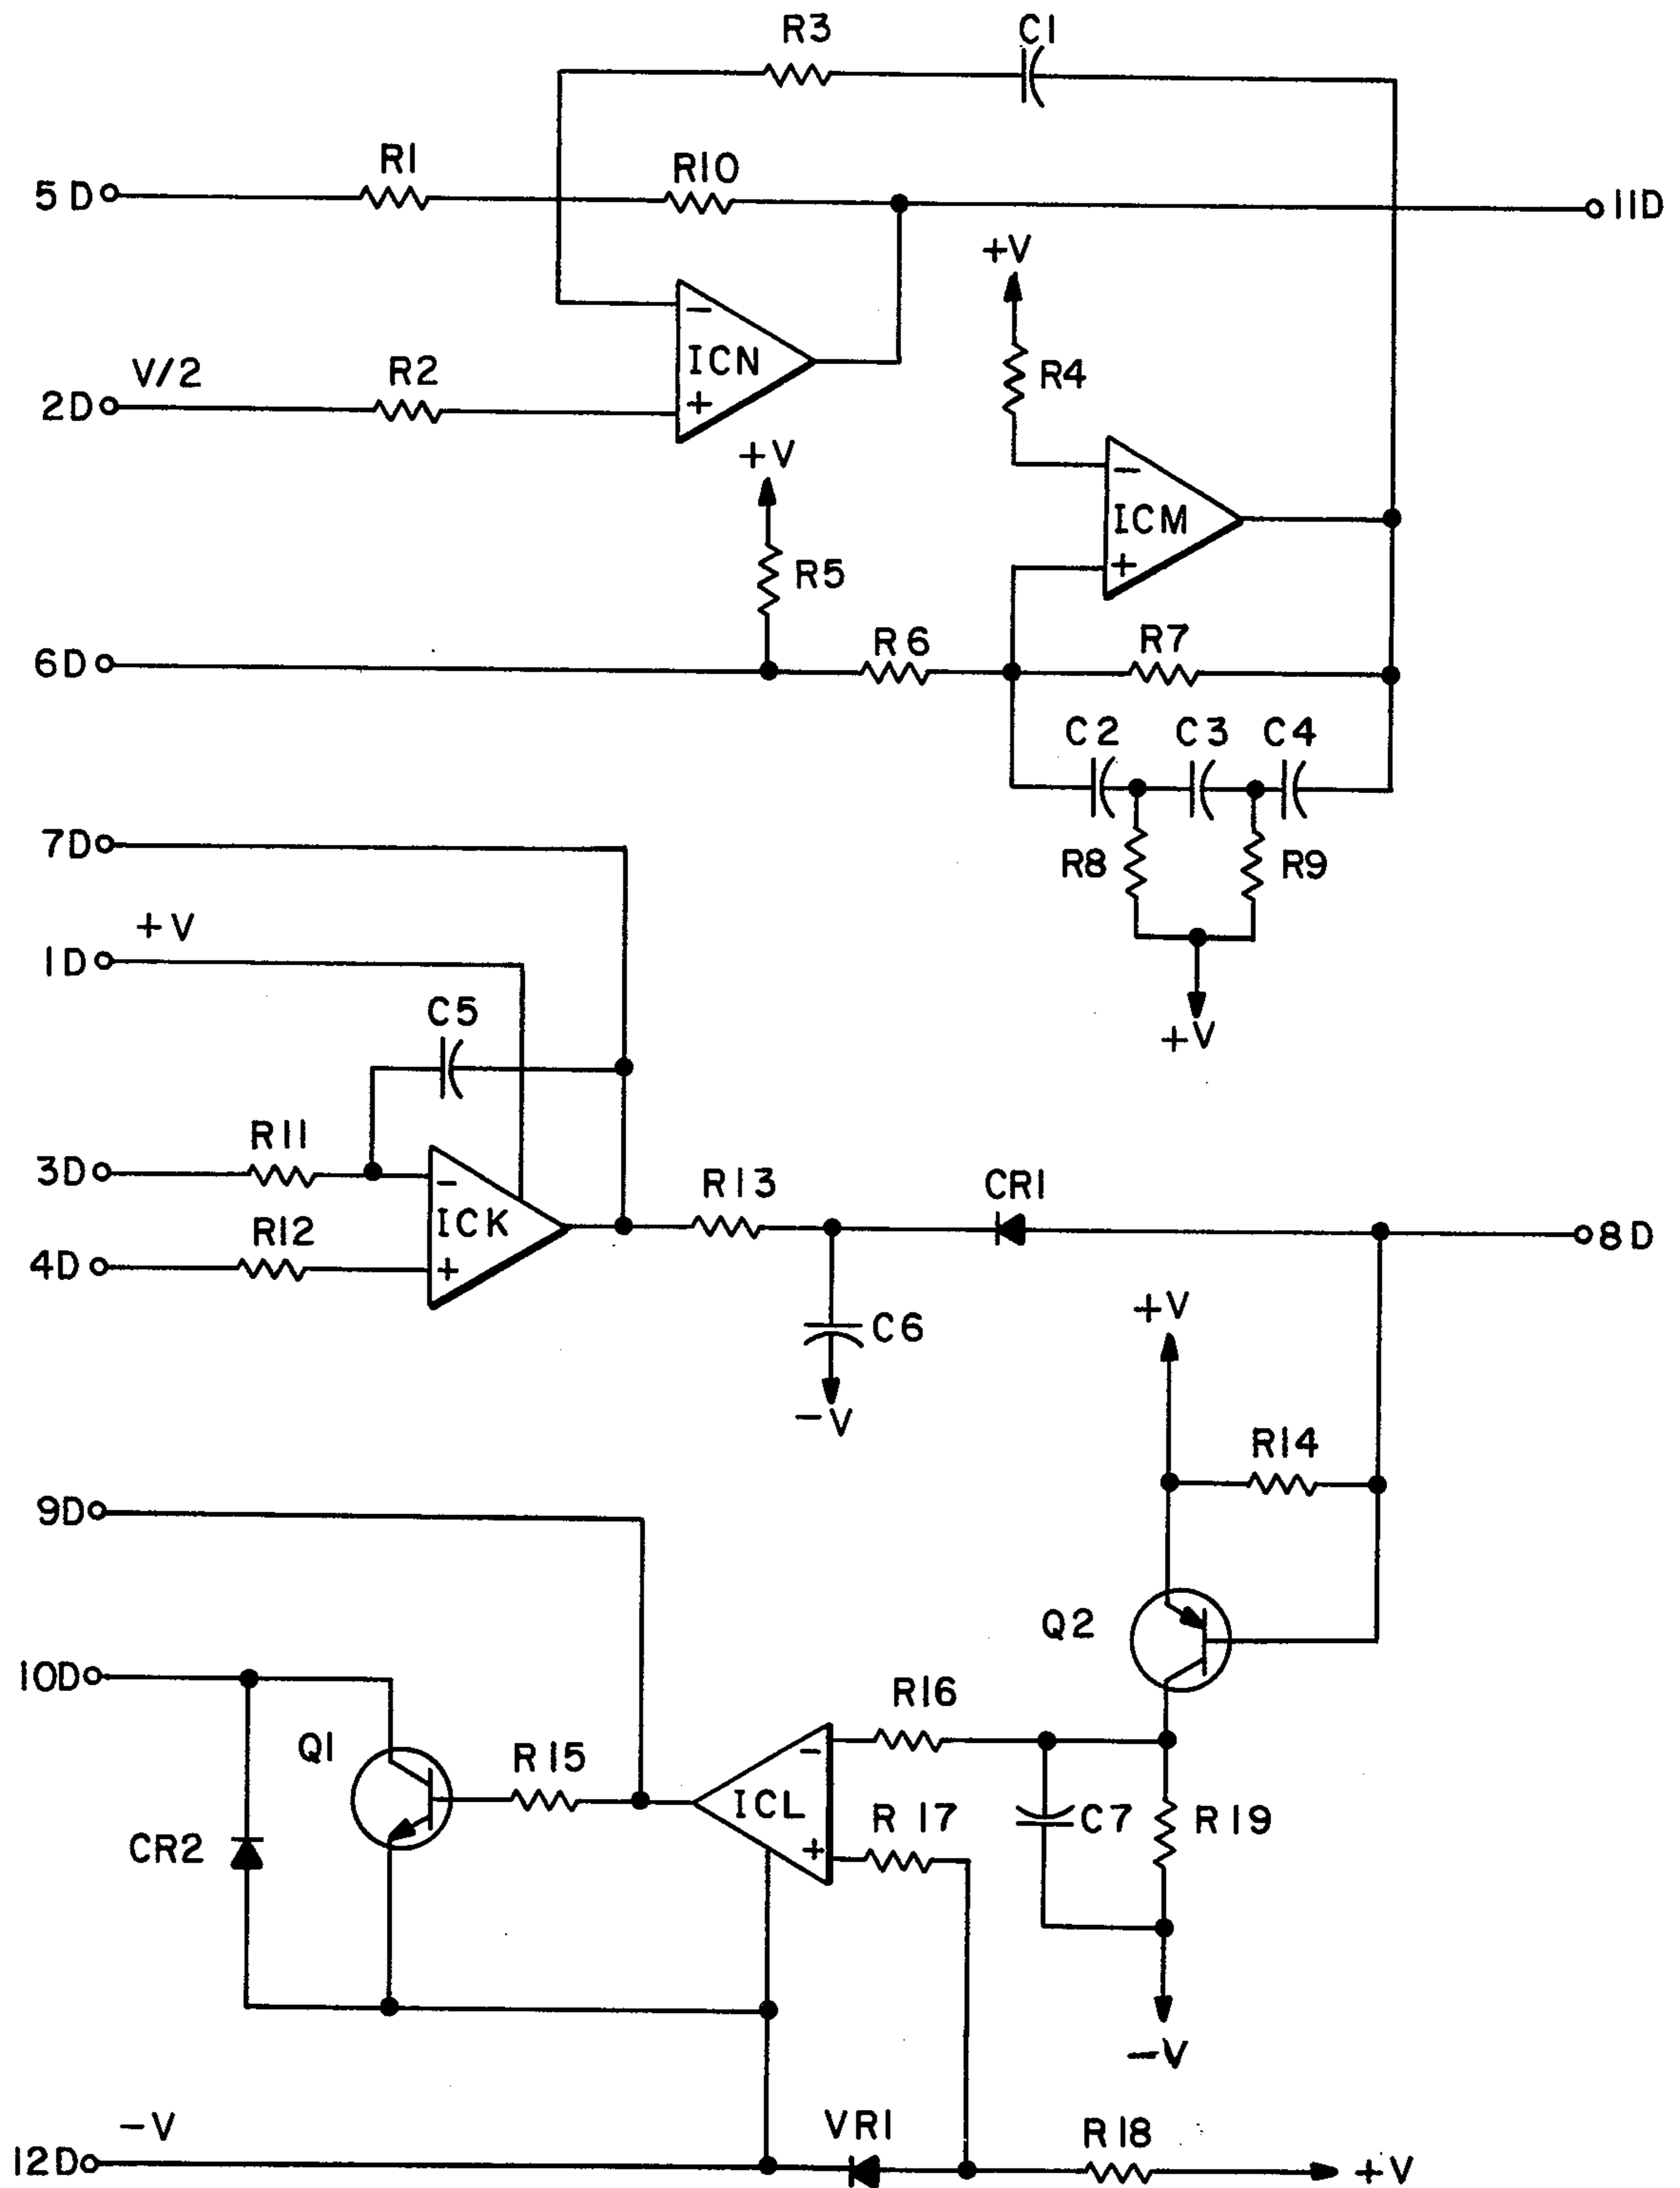 R3
C1
5D
R1
R10
11D
+V
-
ICN
+
R4
V/2
2D
R2
+V
-
ICM
+
R5
6D
R6
R7
C2
C3
C4
R8
R9
+V
7D
+V
1D
C5
R11
3D
-
ICK
+
R12
4D
R13
CR1
8D
C6
-V
+V
R14
9D
Q2
10D
R16
Q1
R15
-
ICL
+
R17
C7
R19
CR2
-V
-V
12D
VR1
R18
+V